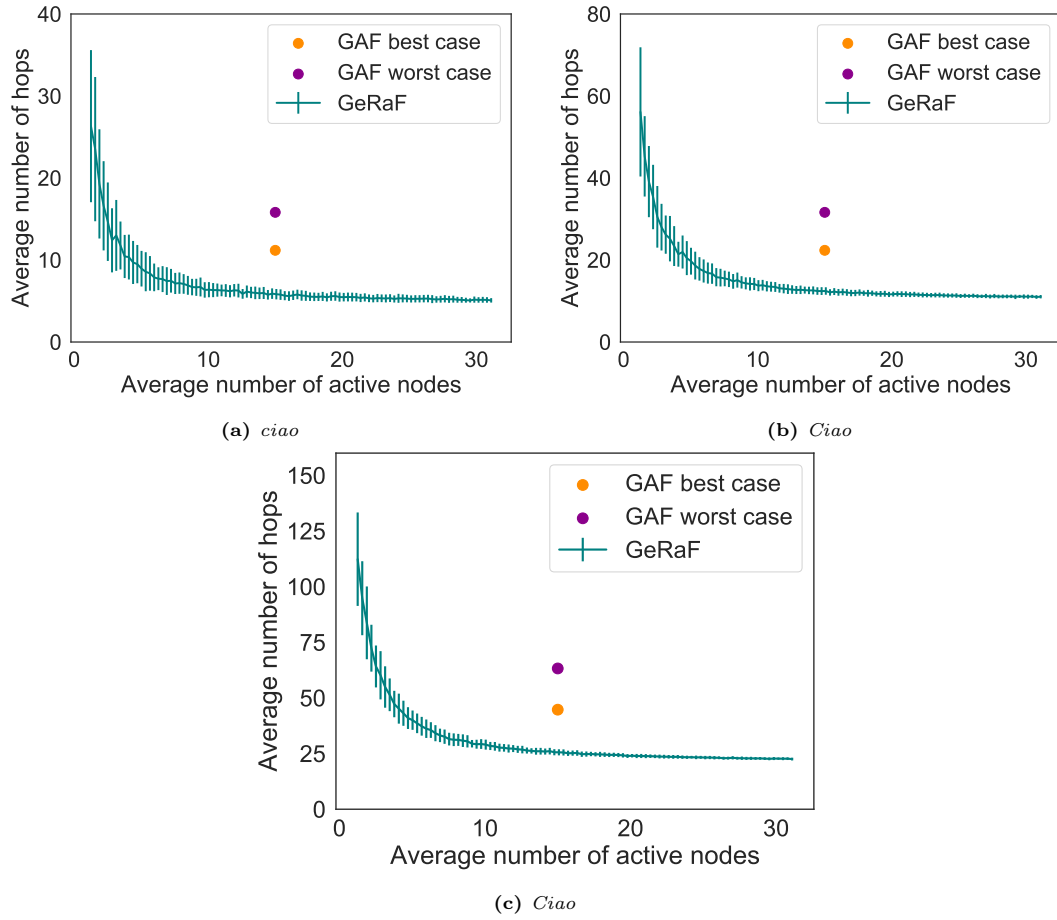 40
30
20
10
0
0 10 20 30
Average number of hops
Average number of active nodes
GAF best case
GAF worst case
GeRaF
(a) ciao
80
60
40
20
0
0 10 20 30
Average number of hops
Average number of active nodes
GAF best case
GAF worst case
GeRaF
(b) Ciao
150
125
100
75
50
25
0
0 10 20 30
Average number of hops
Average number of active nodes
GAF best case
GAF worst case
GeRaF
(c) Ciao